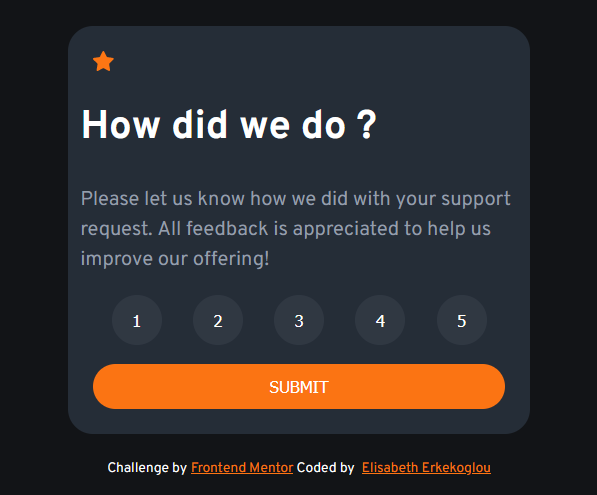 How did we do ?
Please let us know how we did with your support
request. All feedback is appreciated to help us
improve our offering!
1 2 3 4 5
SUBMIT
Challenge by Frontend Mentor Coded by Elisabeth Erkekoglou